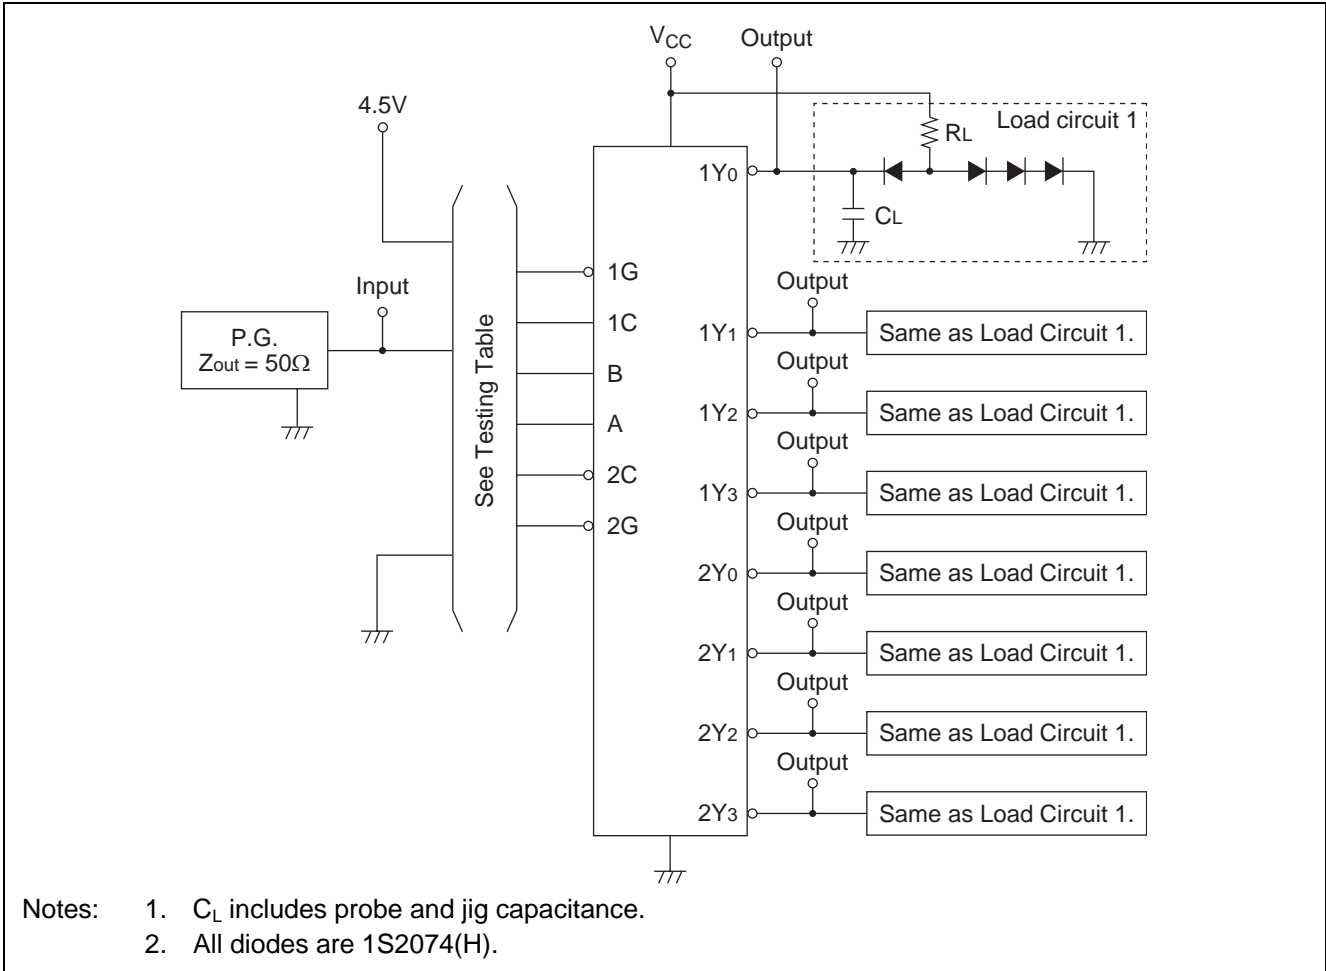 VCC Output
4.5V
Load circuit 1
RL
1Y0
CL
1G
Output
Input
P.G.
Zout = 50Ω
See Testing Table
1C
1Y1 Same as Load Circuit 1.
B
Output
1Y2 Same as Load Circuit 1.
A
Output
2C
1Y3 Same as Load Circuit 1.
2G
Output
2Y0 Same as Load Circuit 1.
Output
2Y1 Same as Load Circuit 1.
Output
2Y2 Same as Load Circuit 1.
Output
2Y3 Same as Load Circuit 1.
Notes: 1. CL includes probe and jig capacitance.
2. All diodes are 1S2074(H).